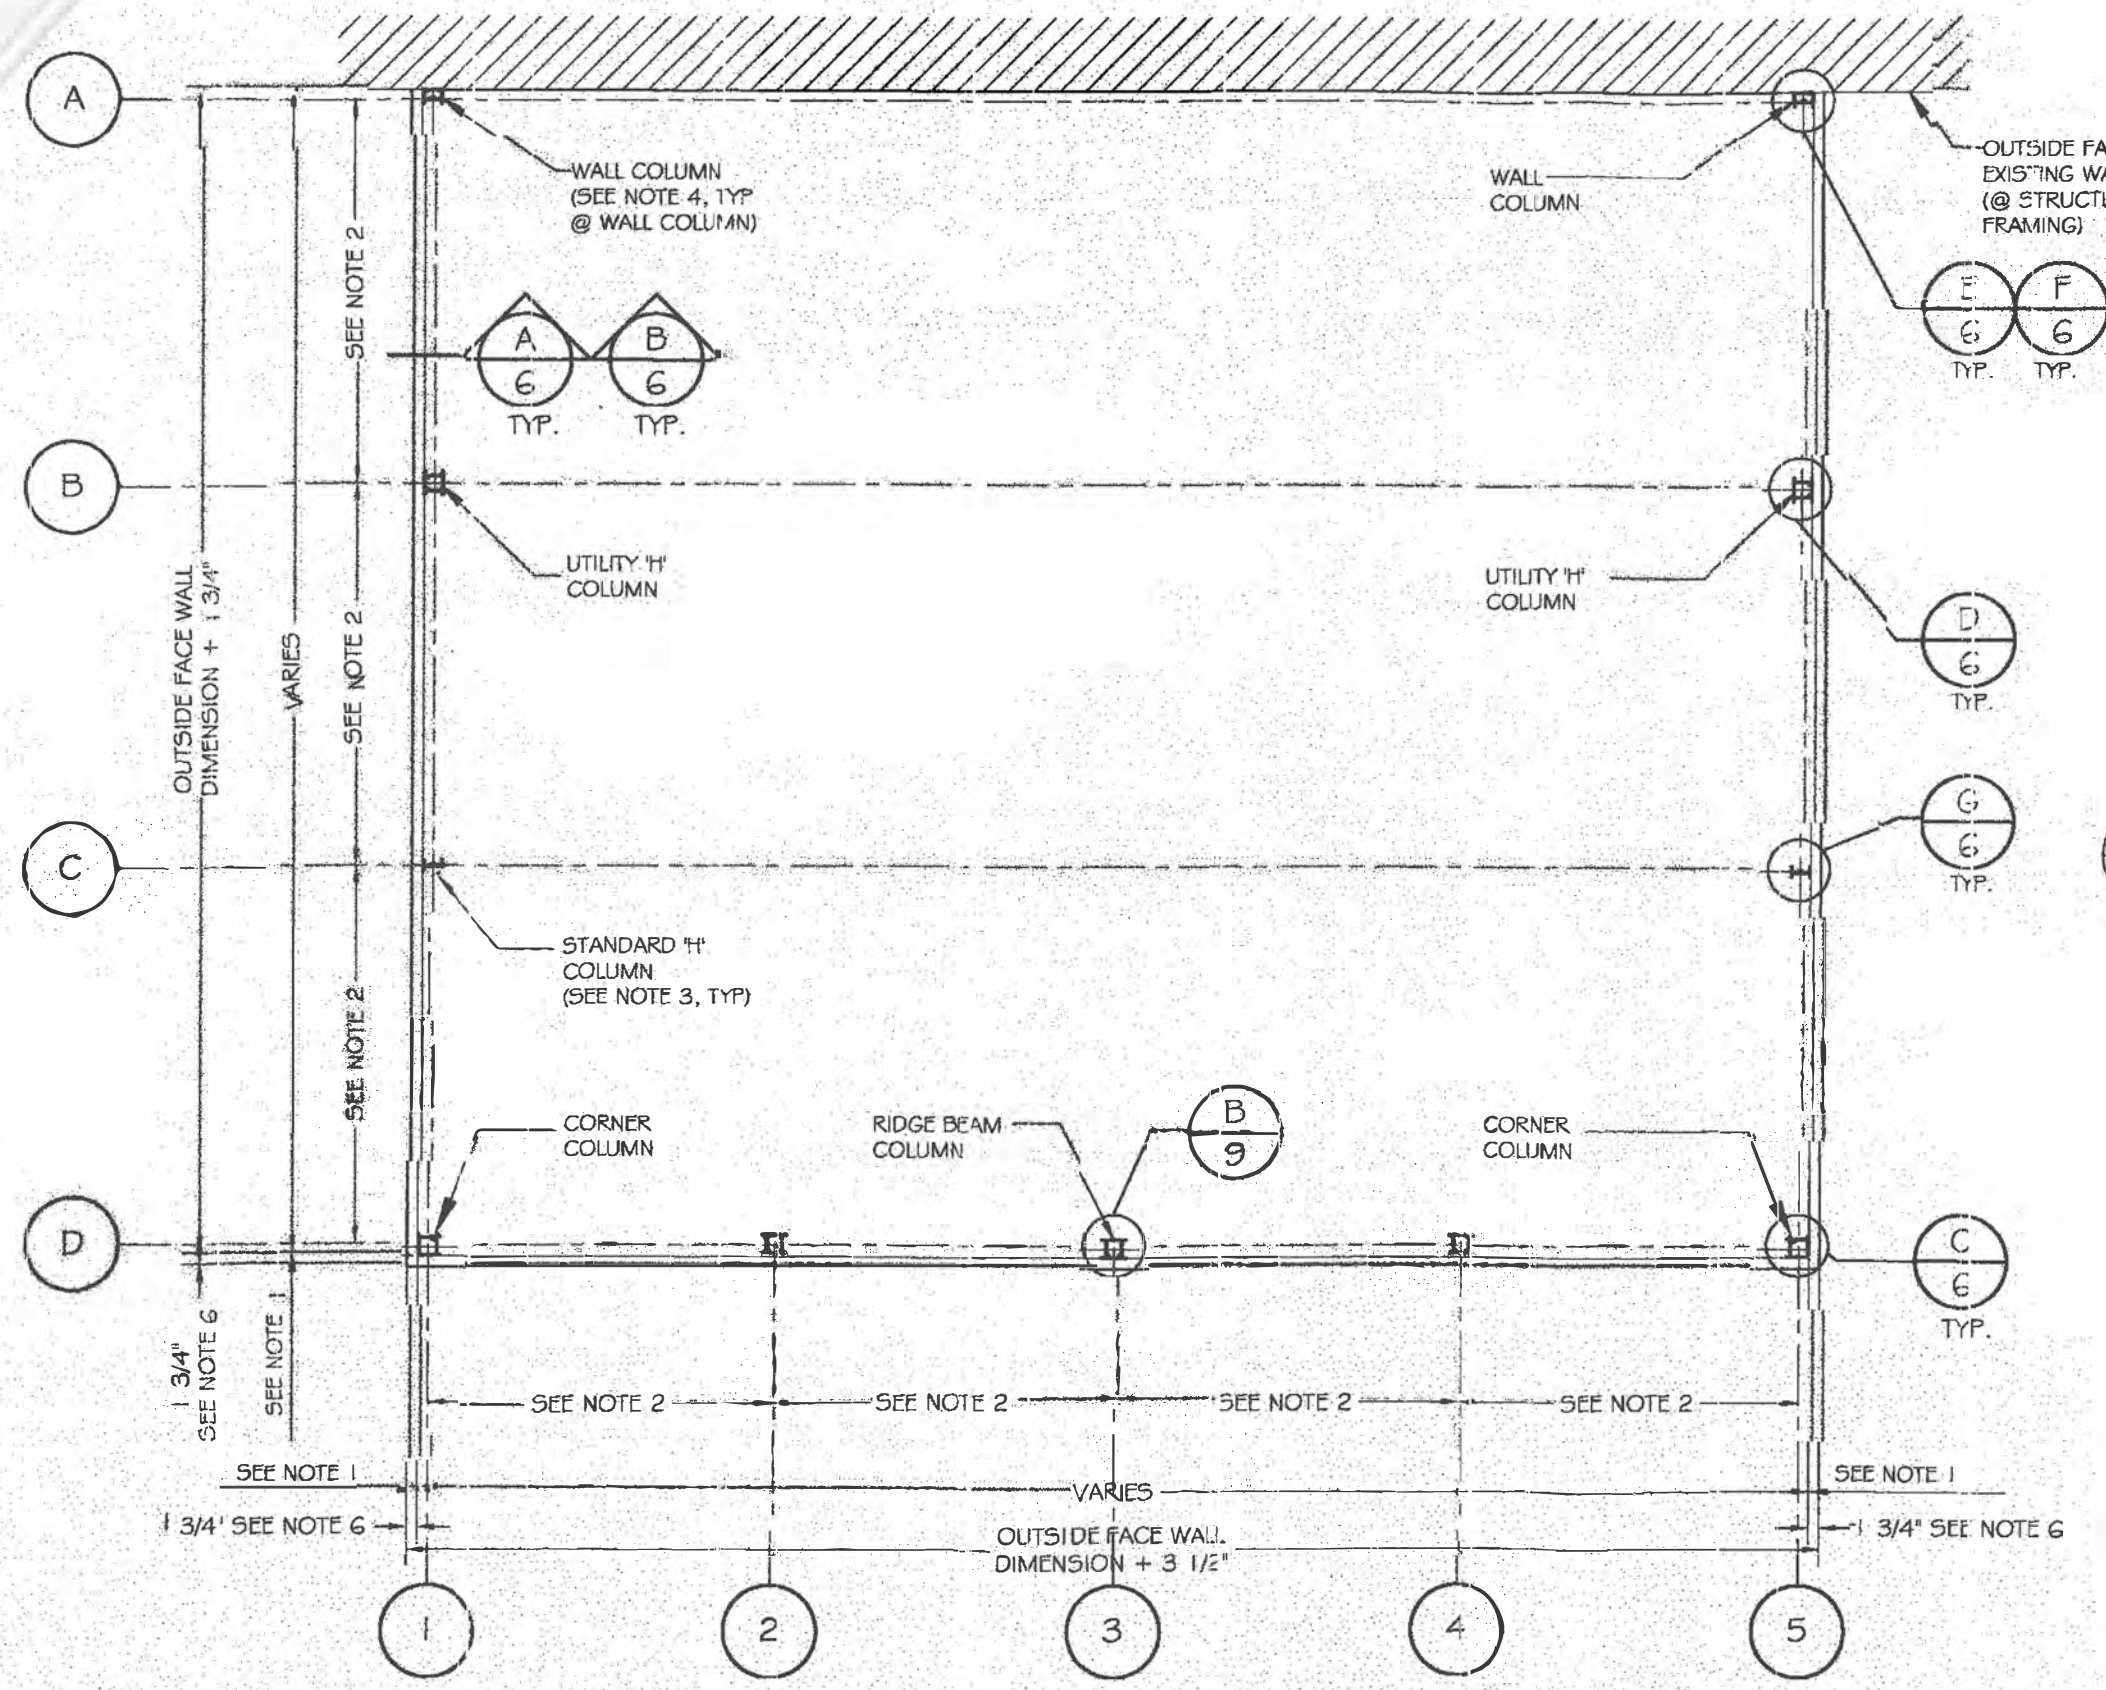 A
WALL COLUMN
(SEE NOTE 4, TYP
@ WALL COLUMN)
WALL
COLUMN
OUTSIDE FA
EXISTING WA
(@ STRUCTU
FRAMING)
SEE NOTE 2
A
6
TYP.
B
6
TYP.
E
6
TYP.
F
6
TYP.
B
UTILITY 'H'
COLUMN
UTILITY 'H'
COLUMN
OUTSIDE FACE WALL
DIMENSION + 1 3/4"
VARIES
SEE NOTE 2
D
6
TYP.
G
6
TYP.
C
STANDARD 'H'
COLUMN
(SEE NOTE 3, TYP)
SEE NOTE 2
CORNER
COLUMN
RIDGE BEAM
COLUMN
B
9
CORNER
COLUMN
D
C
6
TYP.
1 3/4"
SEE NOTE 6
SEE NOTE 1
SEE NOTE 2
SEE NOTE 2
SEE NOTE 2
SEE NOTE 2
SEE NOTE 1
VARIES
SEE NOTE 1
1 3/4' SEE NOTE 6
OUTSIDE FACE WALL
DIMENSION + 3 1/2"
1 3/4" SEE NOTE 6
1
2
3
4
5